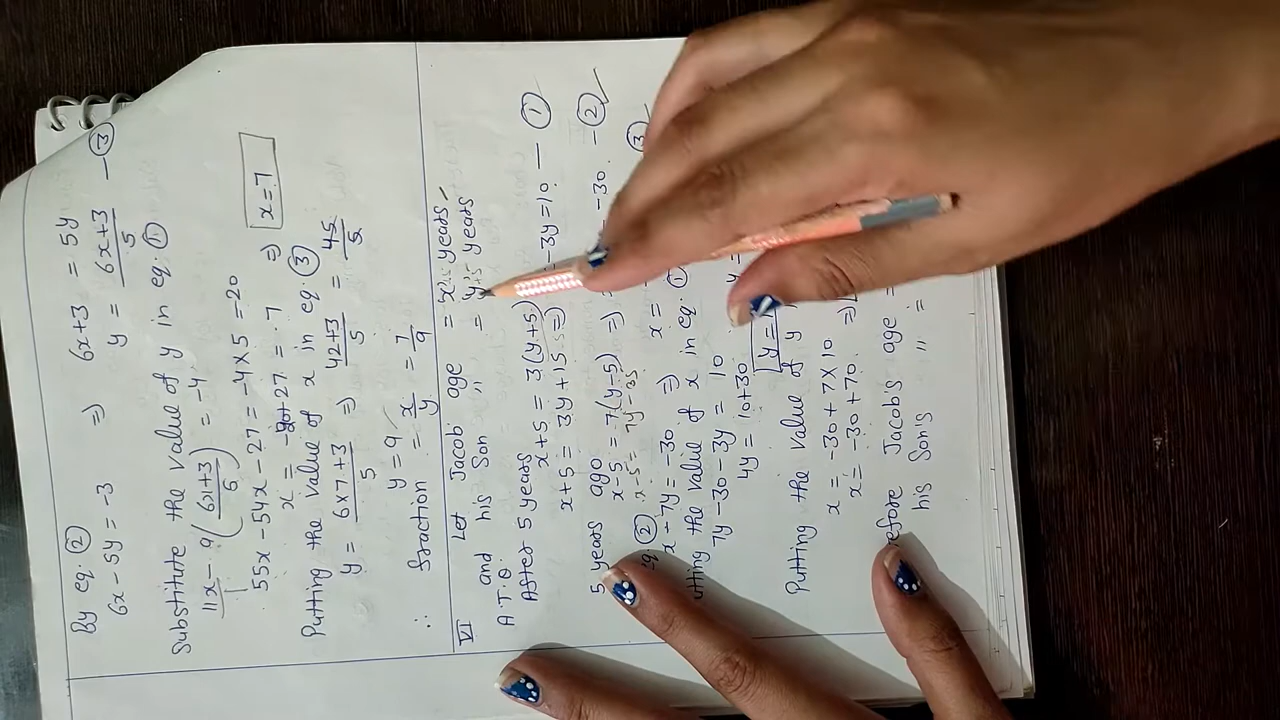 By eq. ②
6x - 5y = -3 ⇒ 6x+3 = 5y
y = (6x+3)/5 — ③
Substitute the value of y in eq. ①
11x - 9((6x+3)/5) = -4
55x - 54x - 27 = -4×5 = 20
x = -20+27 = 7 ⇒ x=7
Putting the value of x in eq. ③
y = (6×7+3)/5 ⇒ (42+3)/5 = 45/5
y = 9
∴ fraction = x/y = 7/9
VI Let Jacob age = x's years
and his Son ,, = y's years
A.T.Q.
After 5 years
x+5 = 3(y+5)
x+5 = 3y+15 ⇒ -3y=10 — ①
5 years ago
x-5 = 7(y-5) ⇒ -30. - ②
x-5 = 7y-35
eq. ②
x - 7y = -30 ⇒ x = ③
utting the value of x in eq. ①
7y - 30 - 3y = 10
4y = 10+30 y =
y = 1
Putting the value of y
x = -30 + 7×10
x = -30 + 70. ⇒
efore Jacob's age =
his Son's ,, =